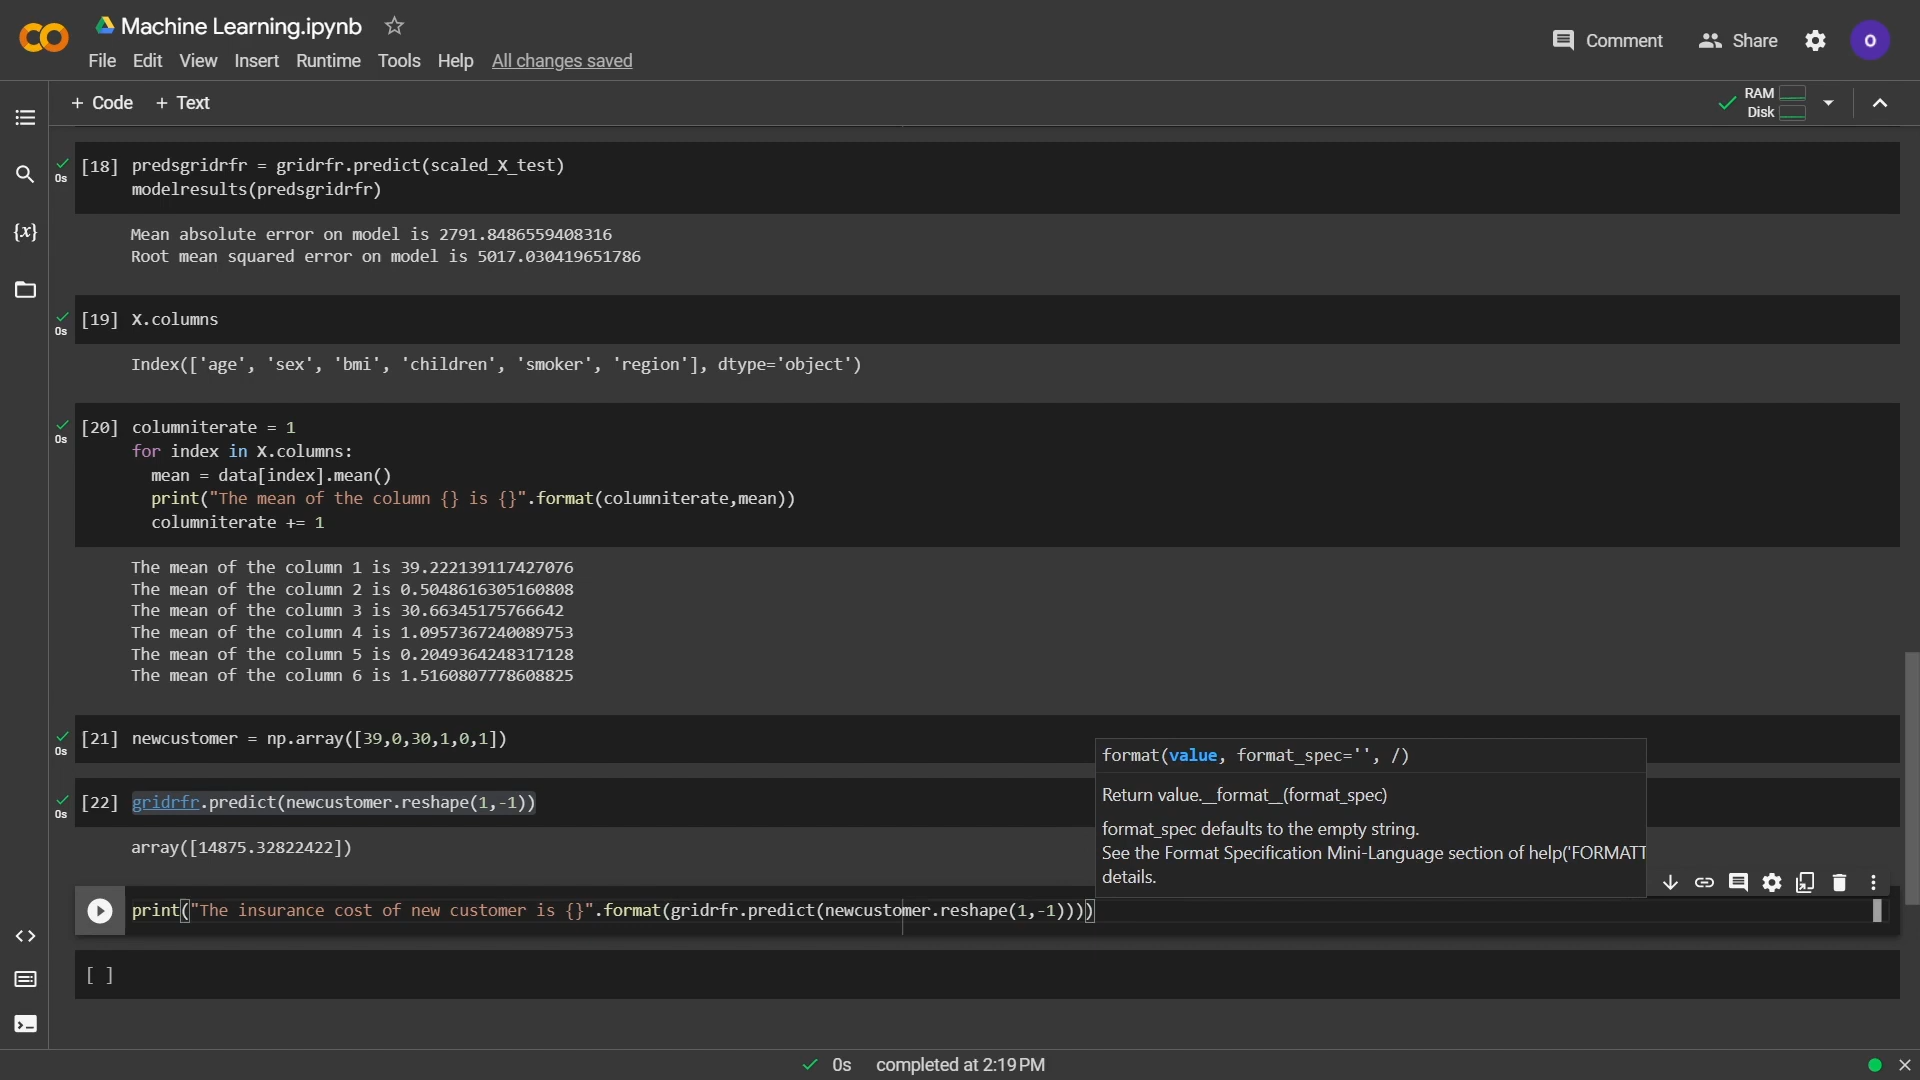 Machine Learning.ipynb
File Edit View Insert Runtime Tools Help All changes saved
Comment Share o
+ Code + Text
RAM
Disk
[18] predsgridrfr = gridrfr.predict(scaled_X_test)
0s
modelresults(predsgridrfr)
Mean absolute error on model is 2791.8486559408316
Root mean squared error on model is 5017.030419651786
[19] X.columns
0s
Index(['age', 'sex', 'bmi', 'children', 'smoker', 'region'], dtype='object')
[20] columniterate = 1
0s
for index in X.columns:
mean = data[index].mean()
print("The mean of the column {} is {}".format(columniterate,mean))
columniterate += 1
The mean of the column 1 is 39.222139117427076
The mean of the column 2 is 0.5048616305160808
The mean of the column 3 is 30.66345175766642
The mean of the column 4 is 1.0957367240089753
The mean of the column 5 is 0.2049364248317128
The mean of the column 6 is 1.5160807778608825
[21] newcustomer = np.array([39,0,30,1,0,1])
0s
format(value, format_spec='', /)
Return value.__format__(format_spec)
format_spec defaults to the empty string.
See the Format Specification Mini-Language section of help('FORMATT
details.
[22] gridrfr.predict(newcustomer.reshape(1,-1))
0s
array([14875.32822422])
print("The insurance cost of new customer is {}".format(gridrfr.predict(newcustomer.reshape(1,-1))))
[ ]
0s completed at 2:19 PM